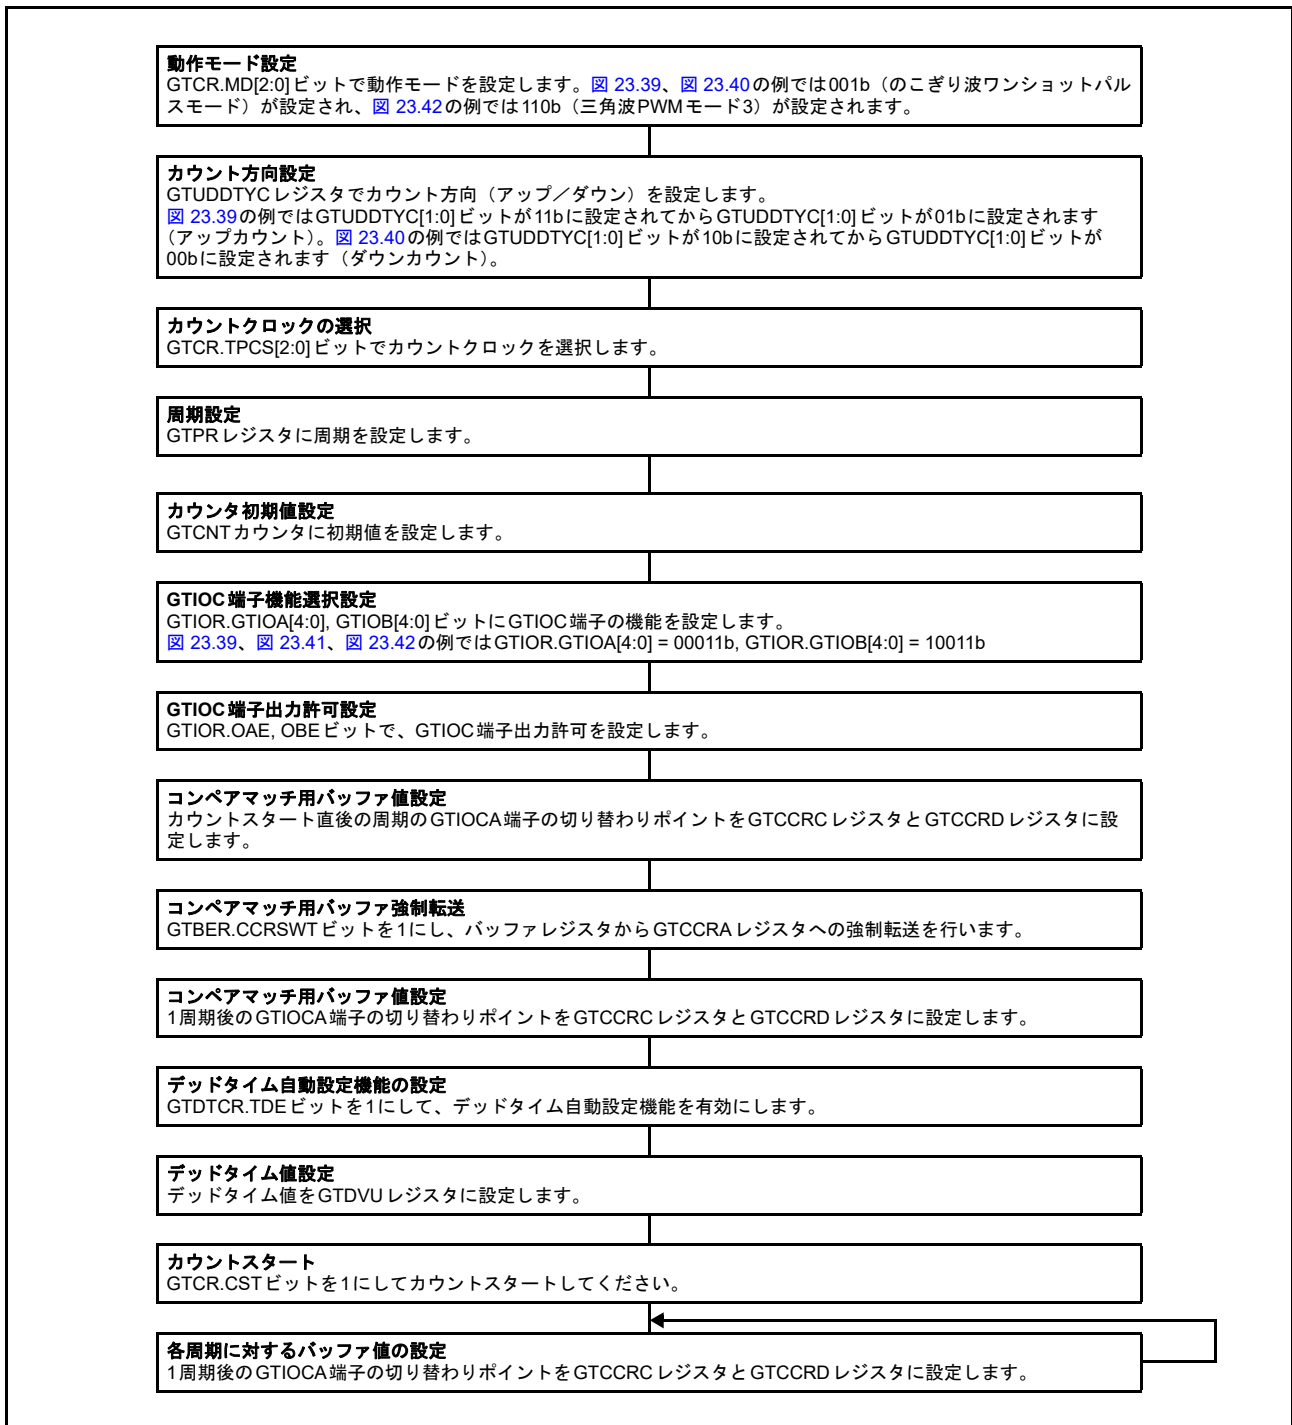 動作モード設定
GTCR.MD[2:0]ビットで動作モードを設定します。図 23.39、図 23.40の例では001b（のこぎり波ワンショットパル
スモード）が設定され、図 23.42の例では110b（三角波PWMモード3）が設定されます。
カウント方向設定
GTUDDTYCレジスタでカウント方向（アップ／ダウン）を設定します。
図 23.39の例ではGTUDDTYC[1:0]ビットが11bに設定されてからGTUDDTYC[1:0]ビットが01bに設定されます
（アップカウント）。図 23.40の例ではGTUDDTYC[1:0]ビットが10bに設定されてからGTUDDTYC[1:0]ビットが
00bに設定されます（ダウンカウント）。
カウントクロックの選択
GTCR.TPCS[2:0]ビットでカウントクロックを選択します。
周期設定
GTPRレジスタに周期を設定します。
カウンタ初期値設定
GTCNTカウンタに初期値を設定します。
GTIOC端子機能選択設定
GTIOR.GTIOA[4:0], GTIOB[4:0]ビットにGTIOC端子の機能を設定します。
図 23.39、図 23.41、図 23.42の例ではGTIOR.GTIOA[4:0] = 00011b, GTIOR.GTIOB[4:0] = 10011b
GTIOC端子出力許可設定
GTIOR.OAE, OBEビットで、GTIOC端子出力許可を設定します。
コンペアマッチ用バッファ値設定
カウントスタート直後の周期のGTIOCA端子の切り替わりポイントをGTCCRCレジスタとGTCCRDレジスタに設
定します。
コンペアマッチ用バッファ強制転送
GTBER.CCRSWTビットを1にし、バッファレジスタからGTCCRAレジスタへの強制転送を行います。
コンペアマッチ用バッファ値設定
1周期後のGTIOCA端子の切り替わりポイントをGTCCRCレジスタとGTCCRDレジスタに設定します。
デッドタイム自動設定機能の設定
GTDTCR.TDEビットを1にして、デッドタイム自動設定機能を有効にします。
デッドタイム値設定
デッドタイム値をGTDVUレジスタに設定します。
カウントスタート
GTCR.CSTビットを1にしてカウントスタートしてください。
各周期に対するバッファ値の設定
1周期後のGTIOCA端子の切り替わりポイントをGTCCRCレジスタとGTCCRDレジスタに設定します。